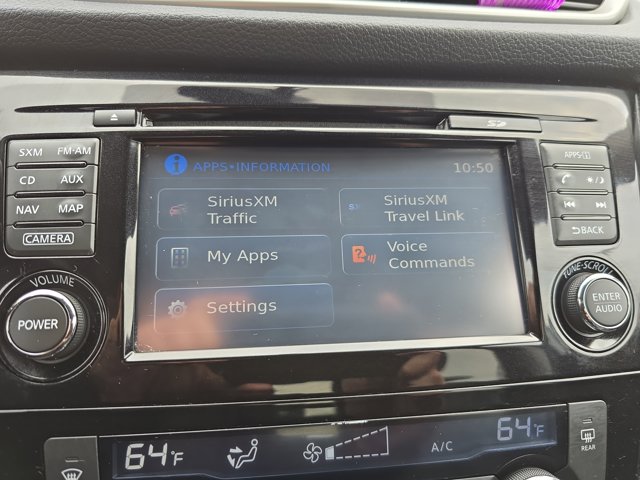 SXM FM·AM
CD AUX
NAV MAP
CAMERA
VOLUME
POWER
APPS•INFORMATION 10:50
SiriusXM
Traffic
SiriusXM
Travel Link
My Apps
Voice
Commands
Settings
APPS i
BACK
TUNE·SCROLL
ENTER
AUDIO
64°F
A/C
64°F
REAR